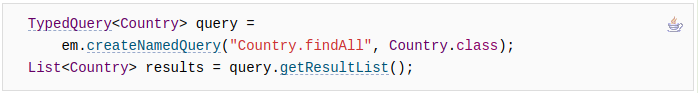 TypedQuery<Country> query =
em.createNamedQuery("Country.findAll", Country.class);
List<Country> results = query.getResultList();